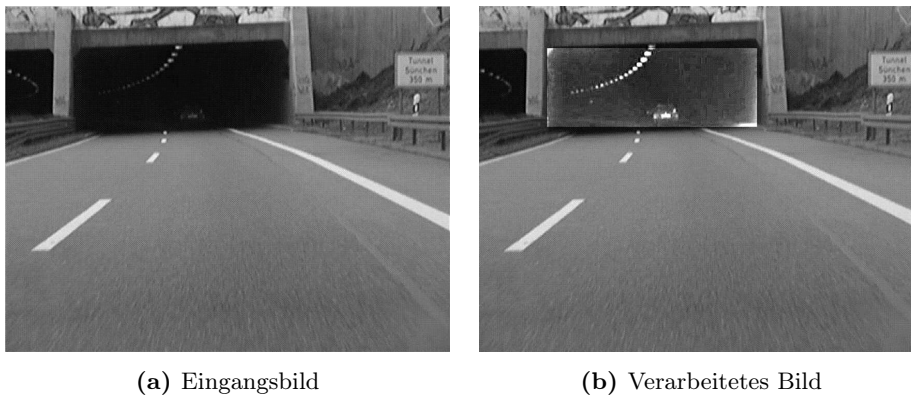 Tunnel
Sünchen
350 m
Tunnel
Sünchen
350 m
(a) Eingangsbild
(b) Verarbeitetes Bild